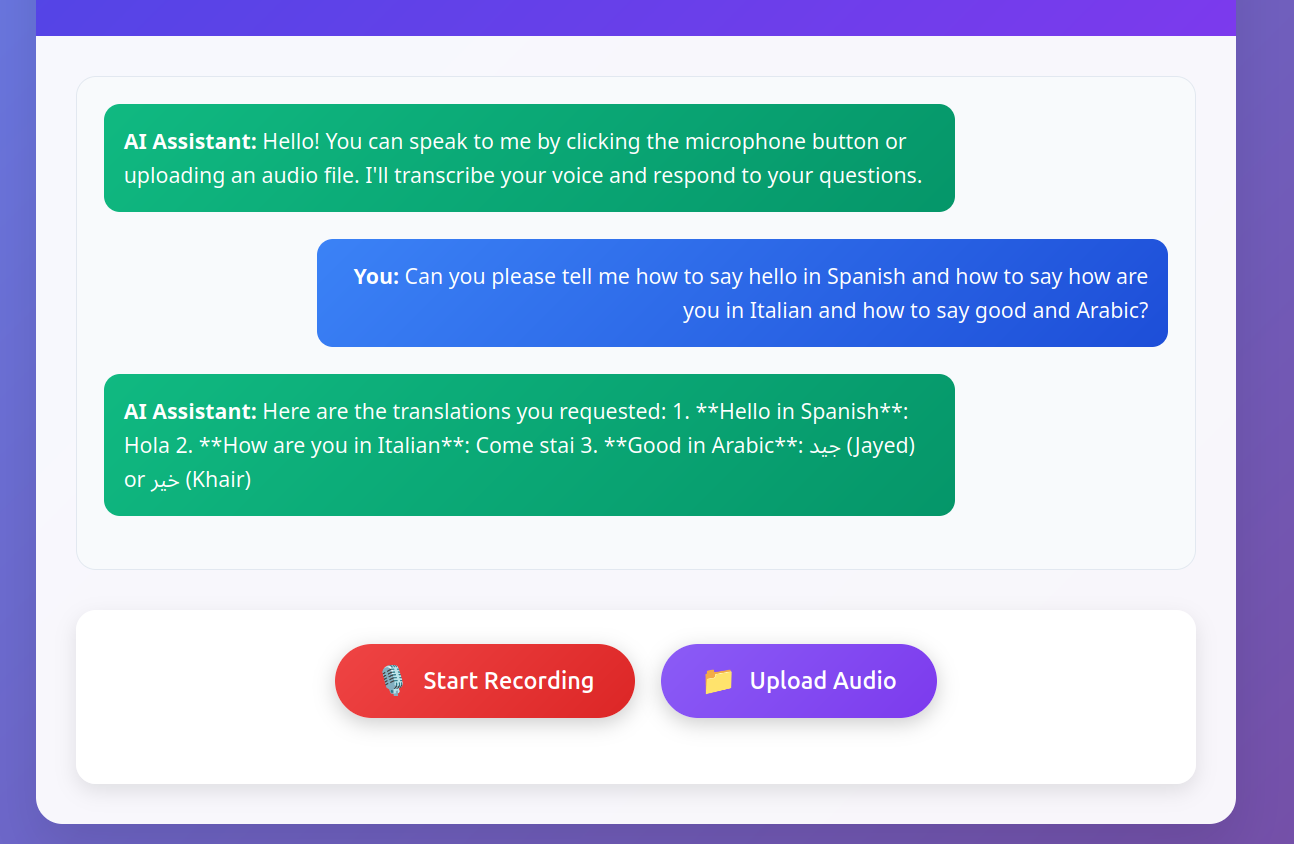 AI Assistant: Hello! You can speak to me by clicking the microphone button or
uploading an audio file. I'll transcribe your voice and respond to your questions.
You: Can you please tell me how to say hello in Spanish and how to say how are
you in Italian and how to say good and Arabic?
AI Assistant: Here are the translations you requested: 1. **Hello in Spanish**:
Hola 2. **How are you in Italian**: Come stai 3. **Good in Arabic**: جيد (Jayed)
or خير (Khair)
Start Recording
Upload Audio